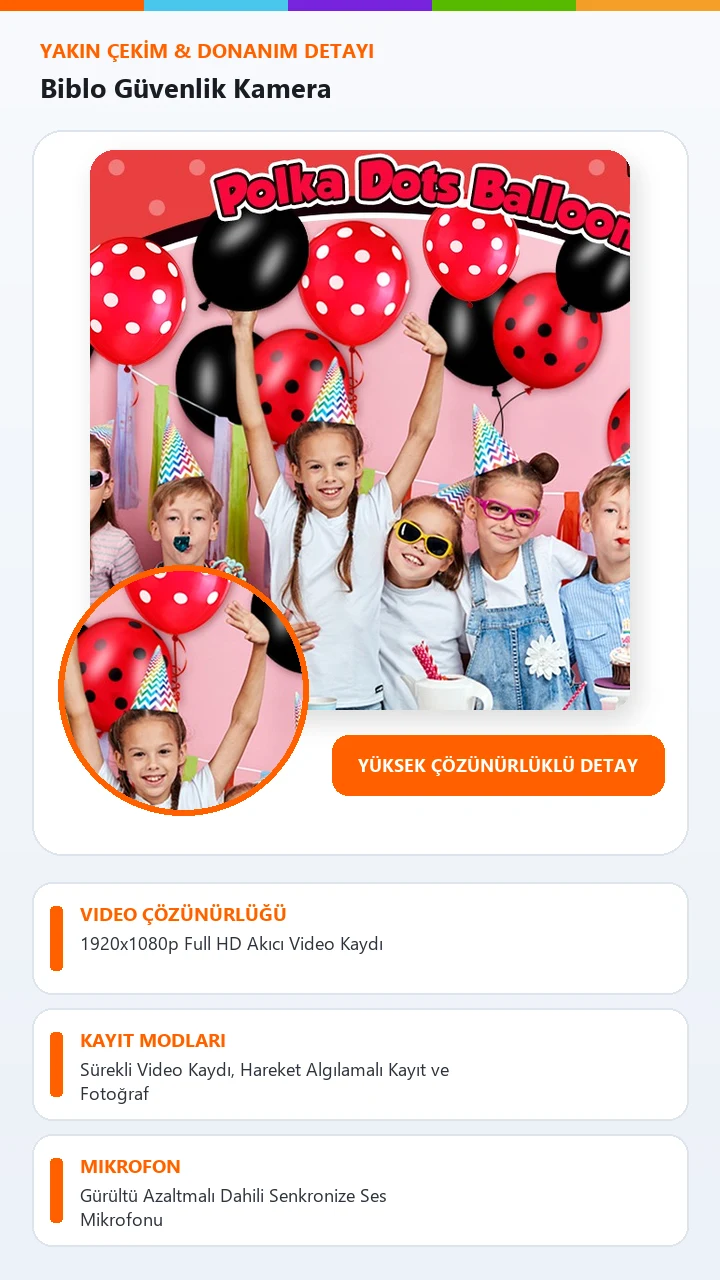 YAKIN ÇEKİM & DONANIM DETAYI
Biblo Güvenlik Kamera
Polka Dots Balloon
YÜKSEK ÇÖZÜNÜRLÜKLÜ DETAY
VIDEO ÇÖZÜNÜRLÜĞÜ
1920x1080p Full HD Akıcı Video Kaydı
KAYIT MODLARI
Sürekli Video Kaydı, Hareket Algılamalı Kayıt ve
Fotoğraf
MIKROFON
Gürültü Azaltmalı Dahili Senkronize Ses
Mikrofonu